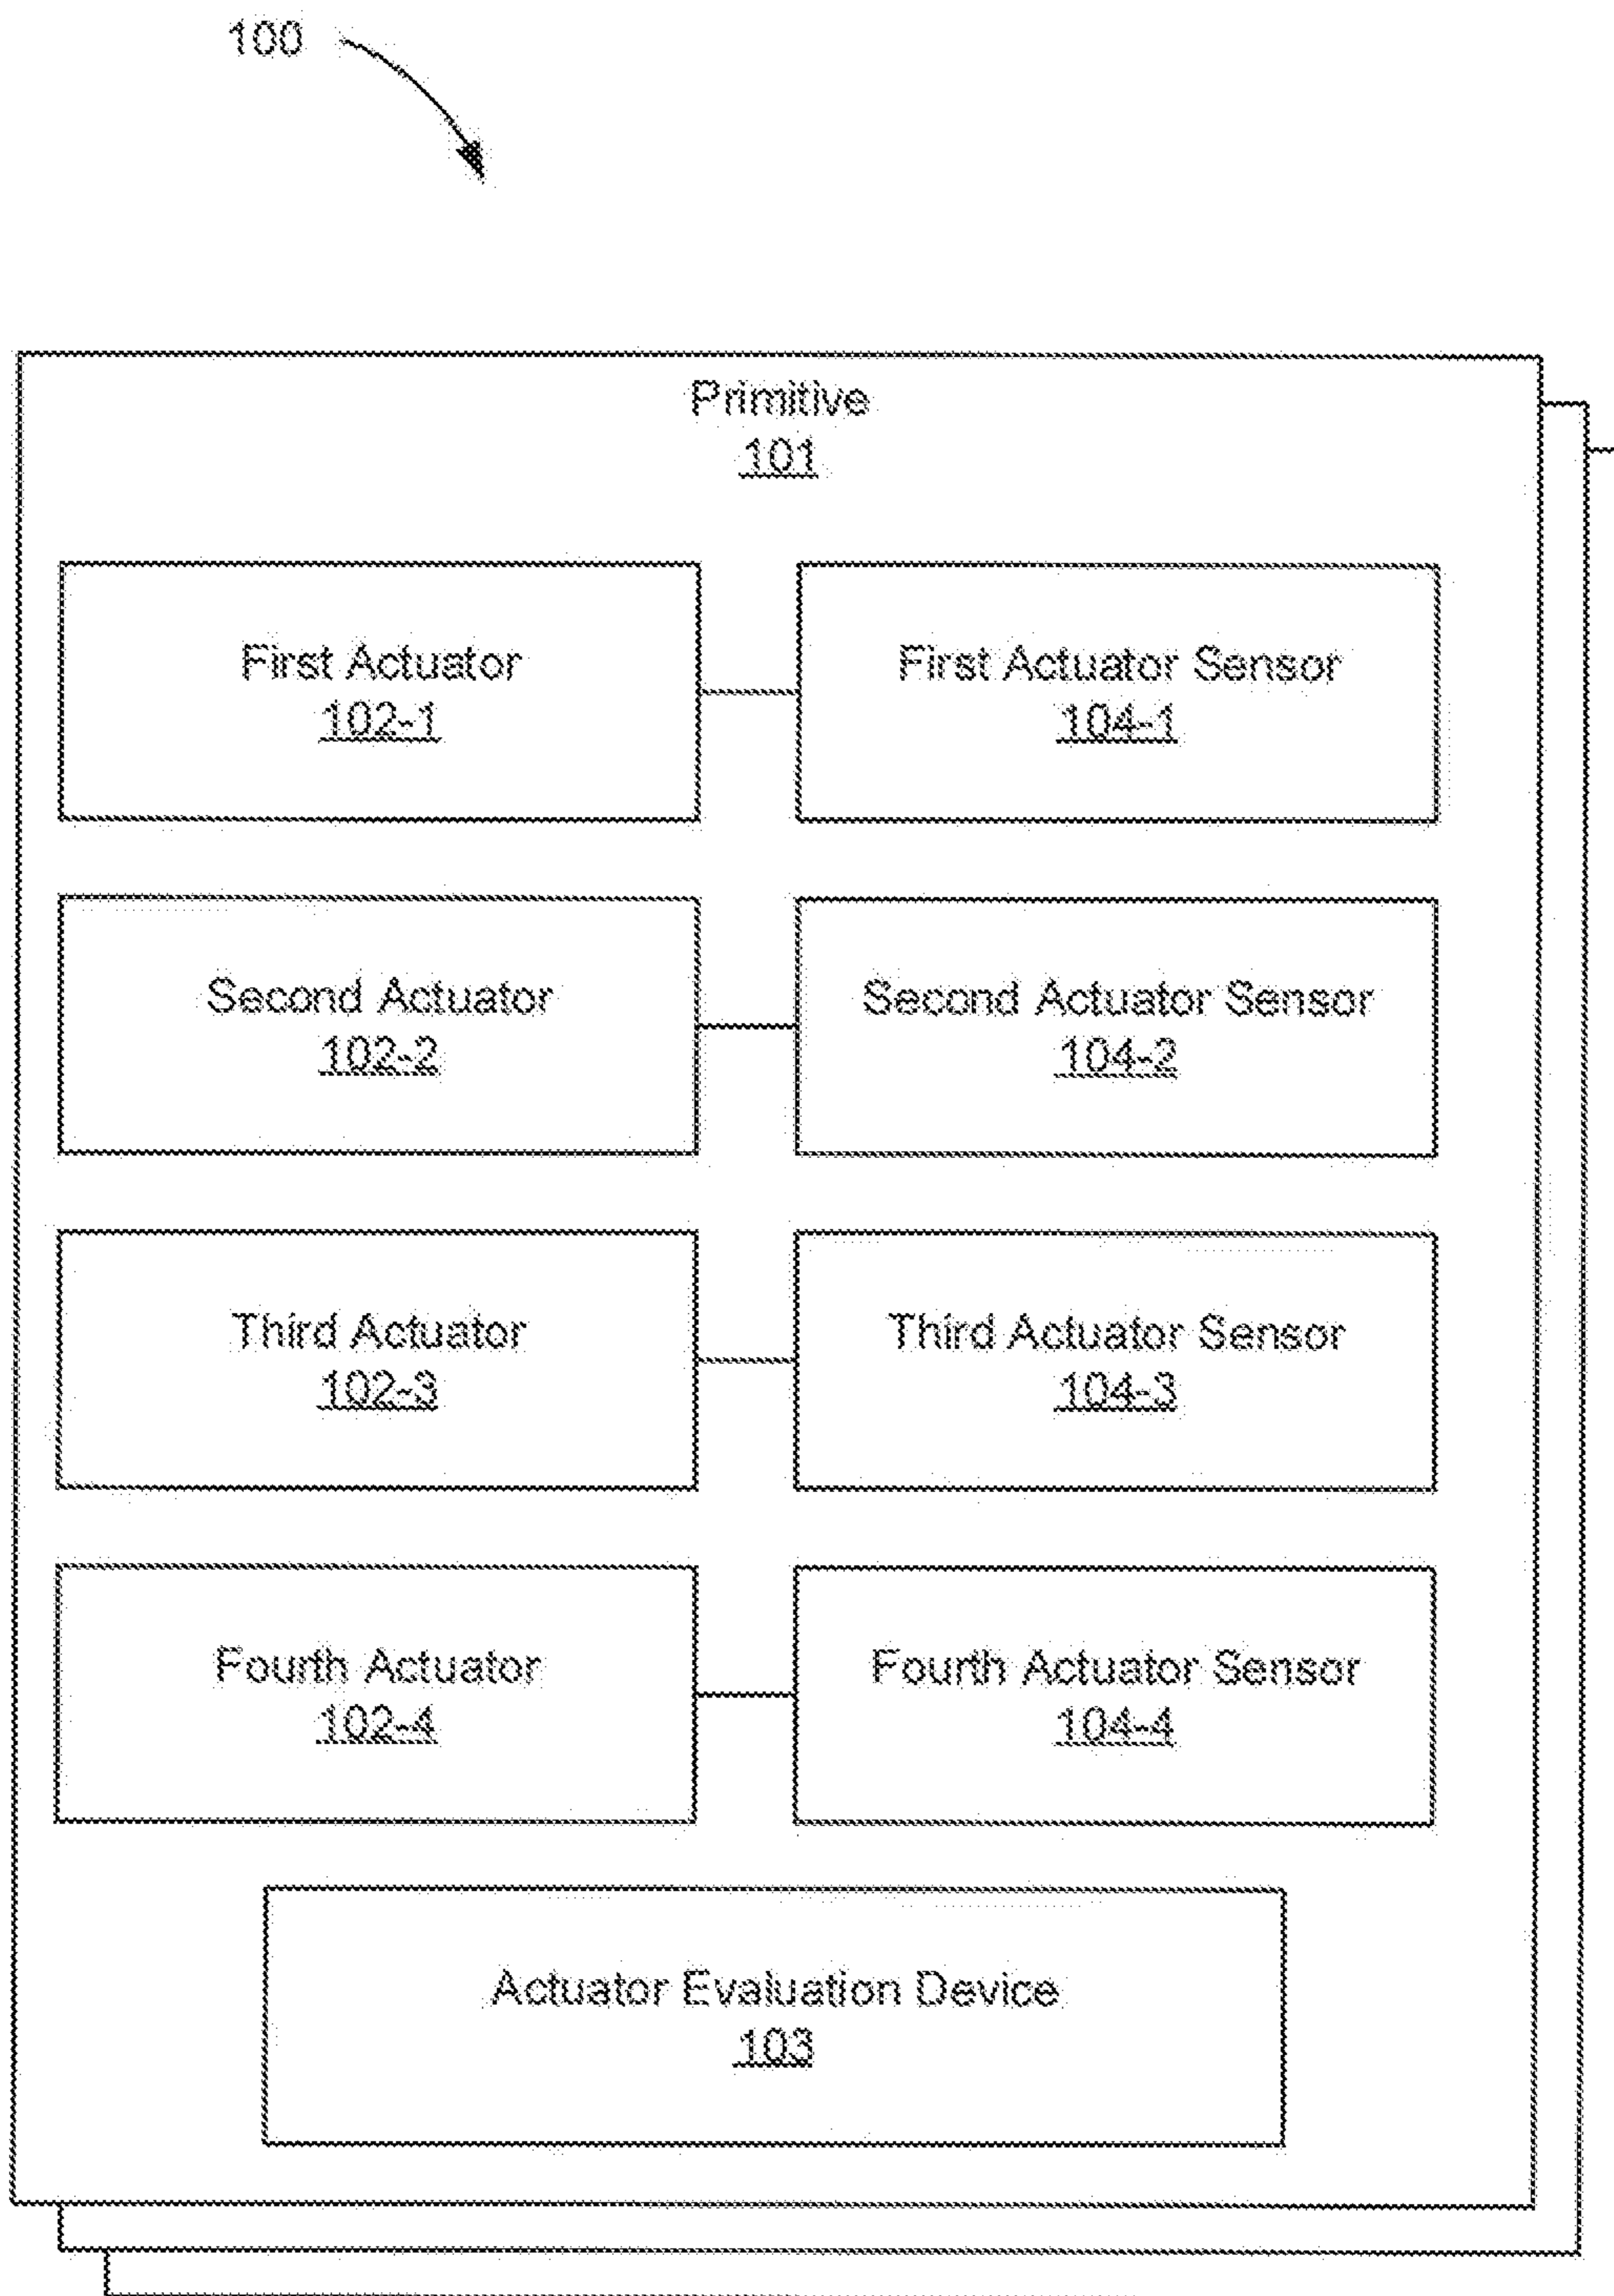 100
Primitive
101
First Actuator
102-1
First Actuator Sensor
104-1
Second Actuator
102-2
Second Actuator Sensor
104-2
Third Actuator
102-3
Third Actuator Sensor
104-3
Fourth Actuator
102-4
Fourth Actuator Sensor
104-4
Actuator Evaluation Device
103